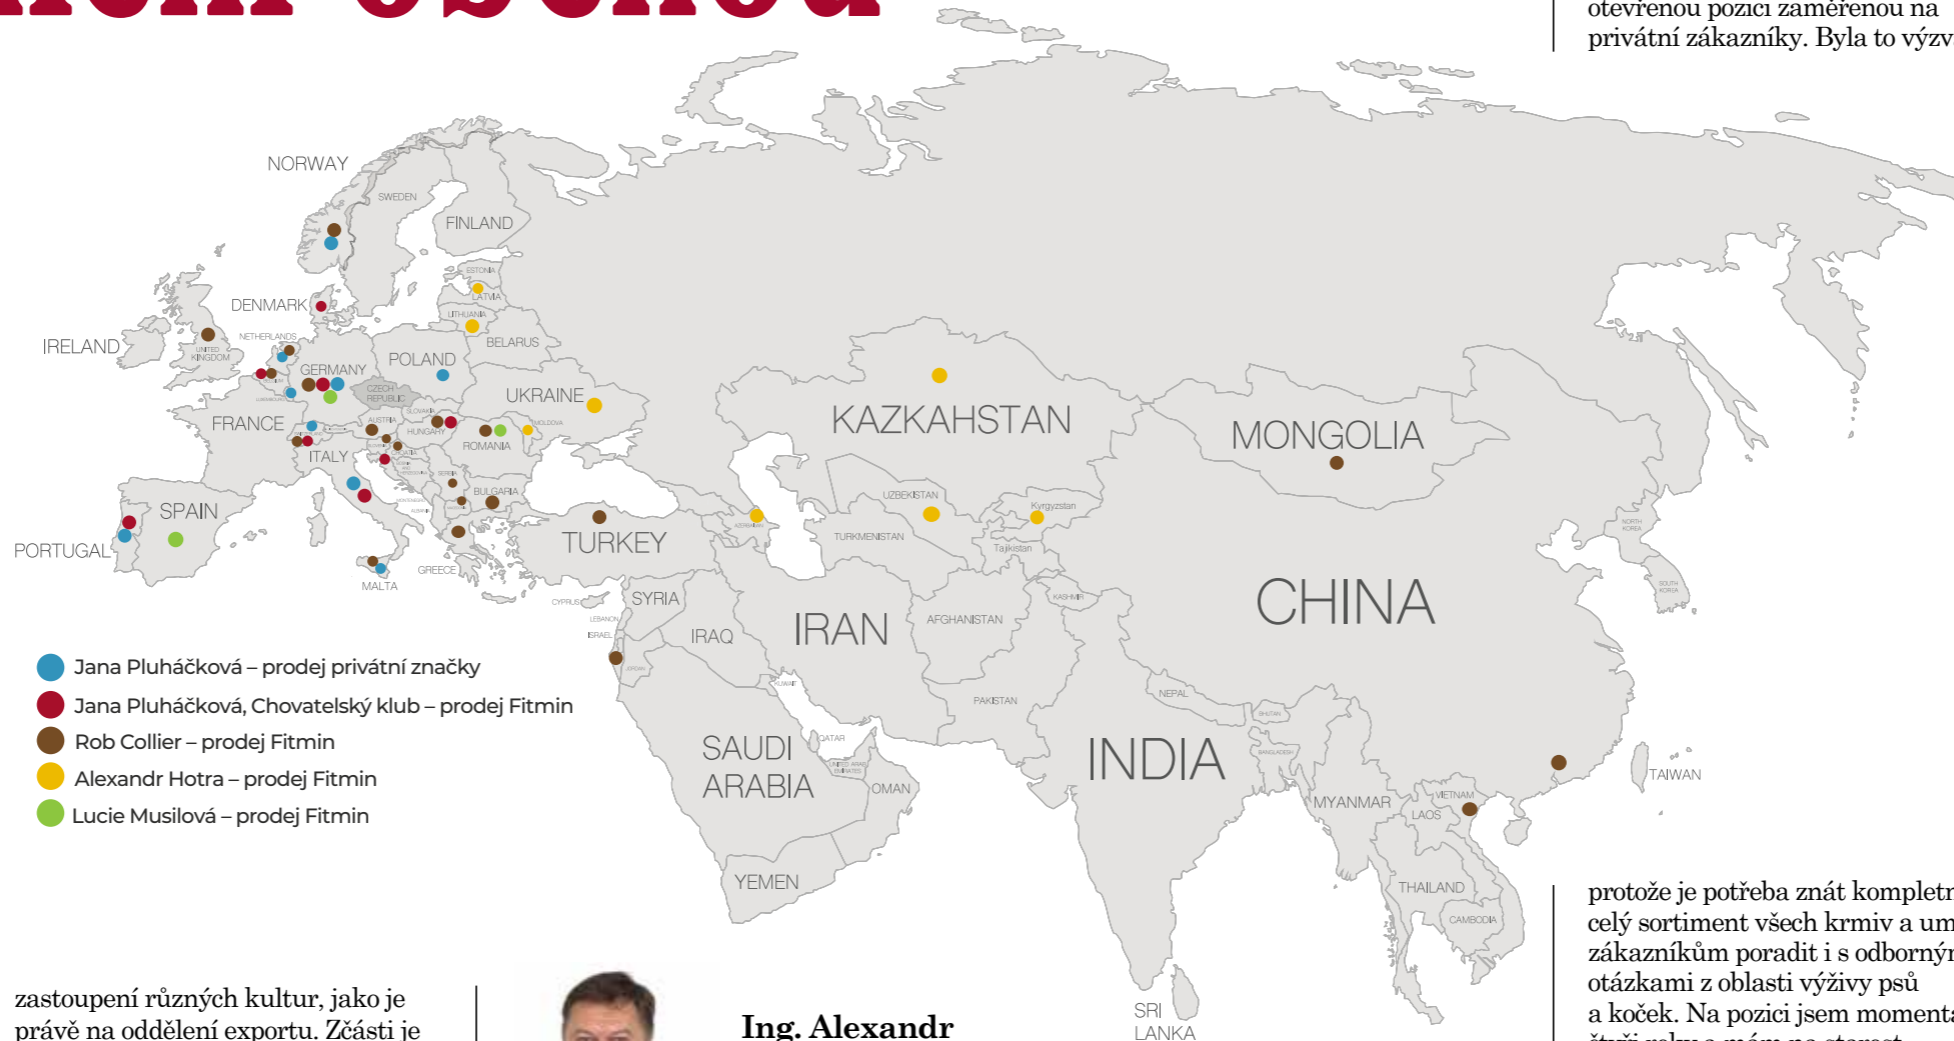 otevřenou pozici zaměřenou na
privátní zákazníky. Byla to výzv
NORWAY
SWEDEN
FINLAND
ESTONIA
LATVIA
LITHUANIA
DENMARK
IRELAND
UNITED
KINGDOM
NETHERLANDS
BELARUS
POLAND
GERMANY
CZECH
REPUBLIC
UKRAINE
FRANCE
SLOVAKIA
AUSTRIA
HUNGARY
MOLDOVA
ROMANIA
CROATIA
ITALY
SERBIA
BULGARIA
SPAIN
PORTUGAL
MALTA
GREECE
TURKEY
KAZKAHSTAN
MONGOLIA
UZBEKISTAN
Kyrgyzstan
AZERBAIJAN
TURKMENISTAN
Tajikistan
NORTH
KOREA
SOUTH
KOREA
CYPRUS
SYRIA
LEBANON
ISRAEL
IRAQ
JORDAN
IRAN
AFGHANISTAN
KASHMIR
CHINA
KUWAIT
PAKISTAN
NEPAL
BHUTAN
BANGLADESH
INDIA
SAUDI
ARABIA
QATAR
UNITED ARAB
EMIRATES
OMAN
YEMEN
TAIWAN
MYANMAR
VIETNAM
LAOS
THAILAND
CAMBODIA
SRI
LANKA
Jana Pluháčková – prodej privátní značky
Jana Pluháčková, Chovatelský klub – prodej Fitmin
Rob Collier – prodej Fitmin
Alexandr Hotra – prodej Fitmin
Lucie Musilová – prodej Fitmin
zastoupení různých kultur, jako je
právě na oddělení exportu. Zčásti je
Ing. Alexandr
protože je potřeba znát kompletn
celý sortiment všech krmiv a um
zákazníkům poradit i s odborným
otázkami z oblasti výživy psů
a koček. Na pozici jsem momentá